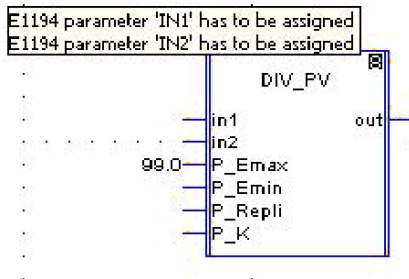 E1194 parameter 'IN1' has to be assigned
E1194 parameter 'IN2' has to be assigned
DIV_PV
in1 out
in2
99.0 P_Emax
P_Emin
P_Repli
P_K